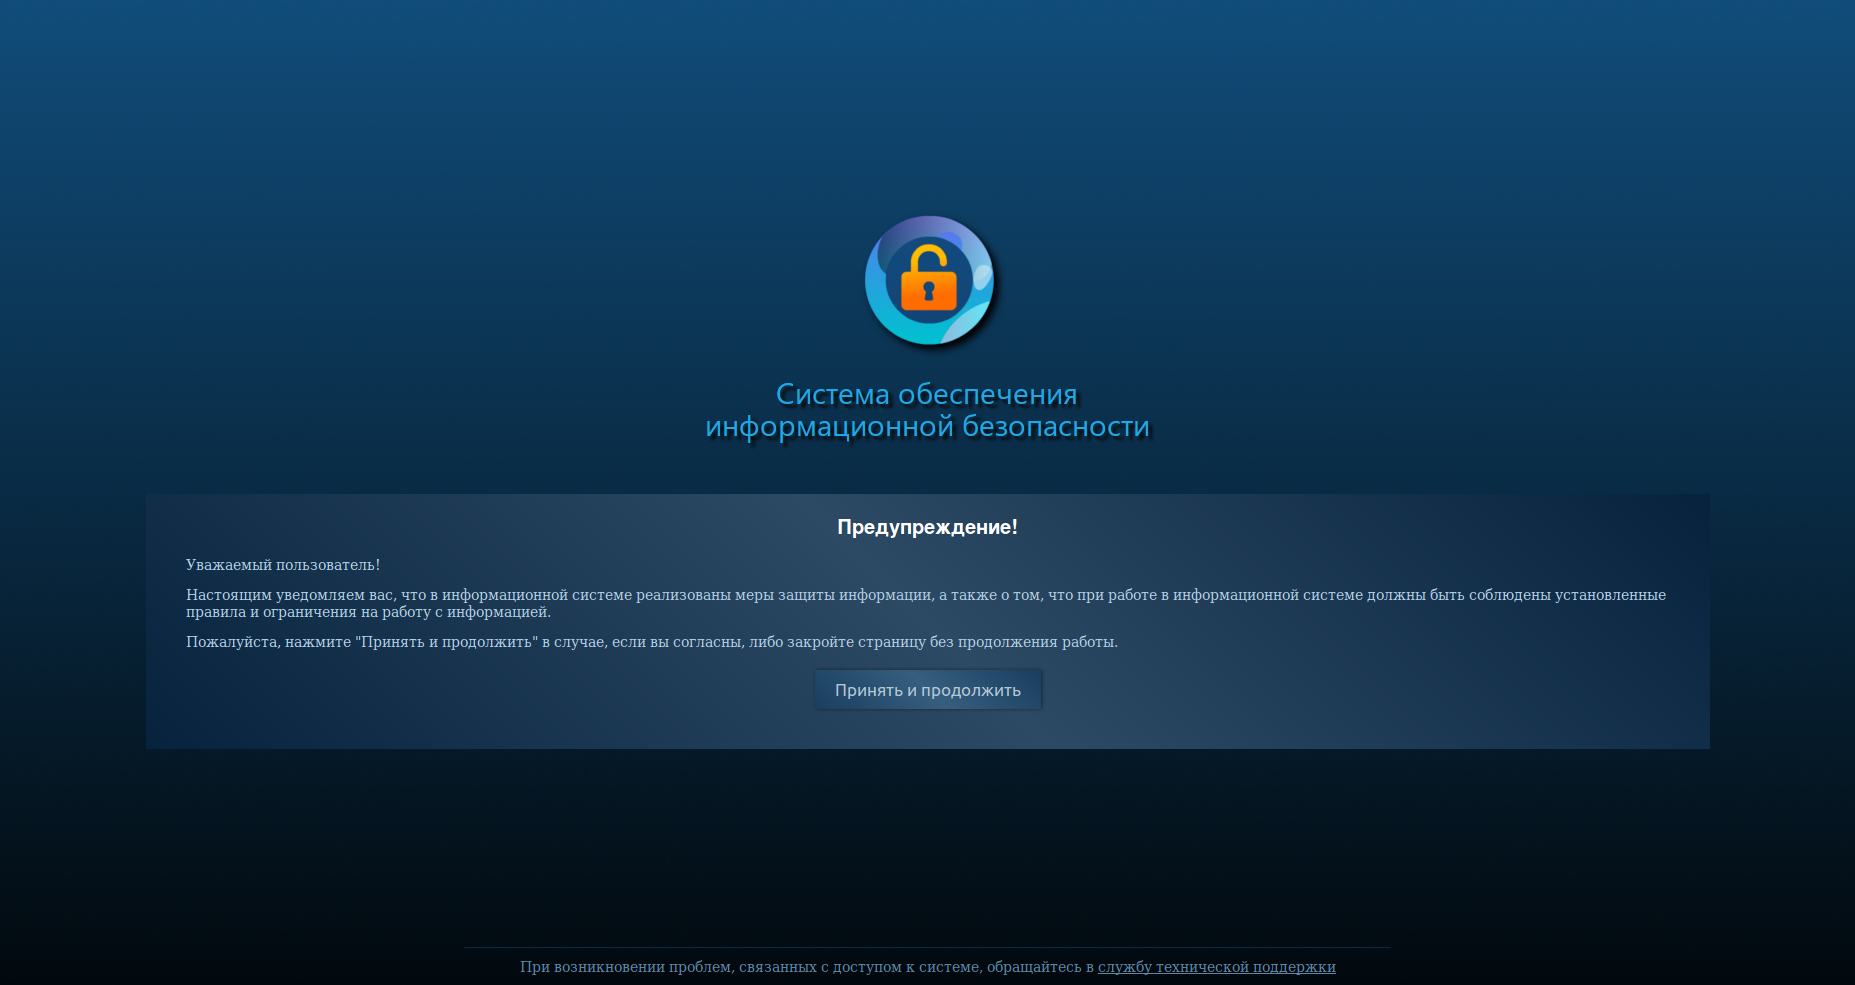 Система обеспечения
информационной безопасности
Предупреждение!
Уважаемый пользователь!
Настоящим уведомляем вас, что в информационной системе реализованы меры защиты информации, а также о том, что при работе в информационной системе должны быть соблюдены установленные
правила и ограничения на работу с информацией.
Пожалуйста, нажмите "Принять и продолжить" в случае, если вы согласны, либо закройте страницу без продолжения работы.
Принять и продолжить
При возникновении проблем, связанных с доступом к системе, обращайтесь в службу технической поддержки